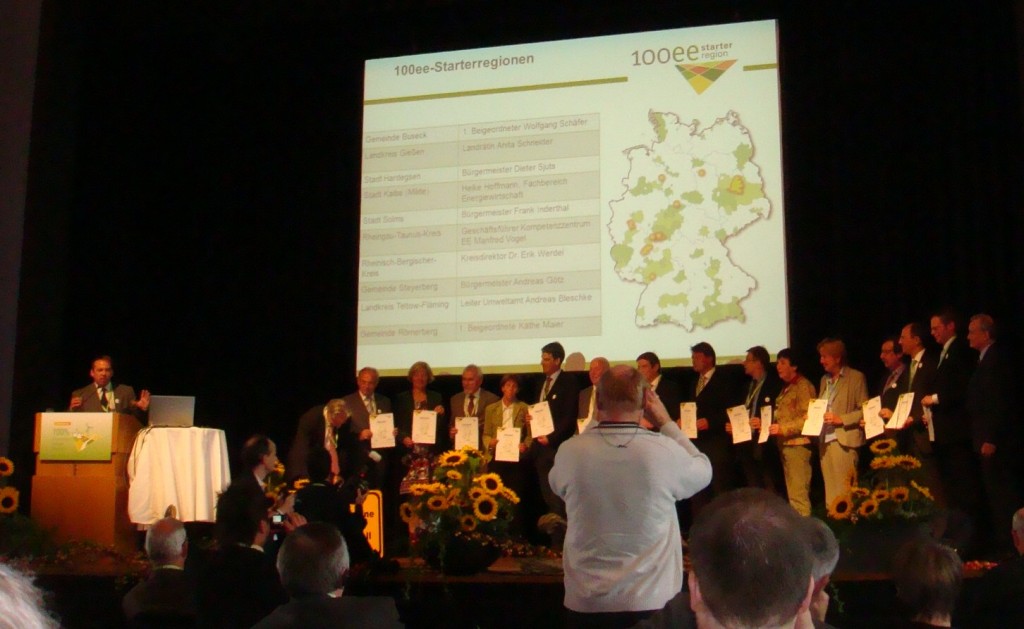 100ee-Starterregionen
100ee starter
region
Gemeinde Buseck 1. Beigeordneter Wolfgang Schäfer
Landkreis Gießen Landrätin Anita Schneider
Stadt Hardegsen Bürgermeister Dieter Sjuts
Stadt Kalbe (Milde) Heike Hoffmann, Fachbereich
Energiewirtschaft
Stadt Solms Bürgermeister Frank Inderthal
Rheingau-Taunus-Kreis Geschäftsführer Kompetenzzentrum
EE Manfred Vogel
Rheinisch-Bergischer- Kreisdirektor Dr. Erik Werdel
Kreis
Gemeinde Steyerberg Bürgermeister
Landkreis Teltow-Fläming Leiter Umweltamt Andreas Bleschke
Gemeinde Römerberg 1. Beigeordnete Käthe Maier